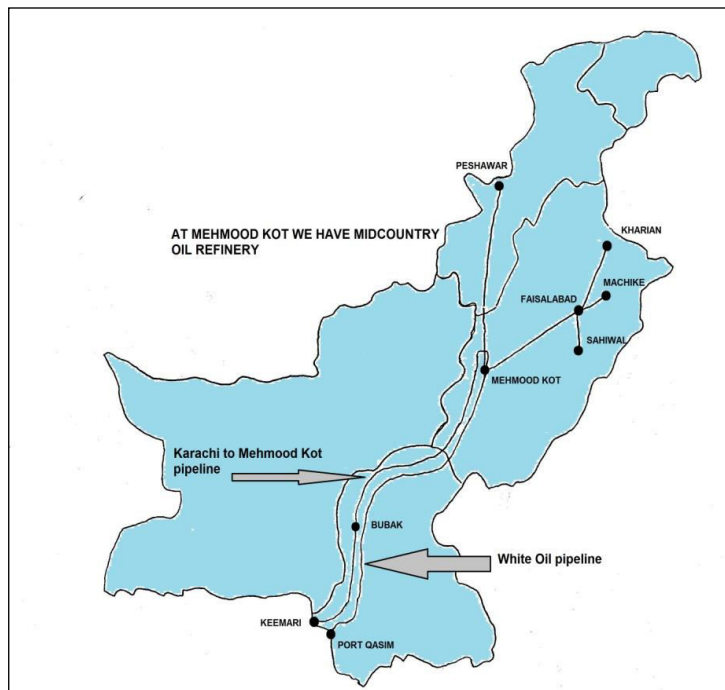 PESHAWAR
AT MEHMOOD KOT WE HAVE MIDCOUNTRY
OIL REFINERY
KHARIAN
MACHIKE
FAISALABAD
SAHIWAL
MEHMOOD KOT
Karachi to Mehmood Kot
pipeline
BUBAK
White Oil pipeline
KEEMARI
PORT QASIM